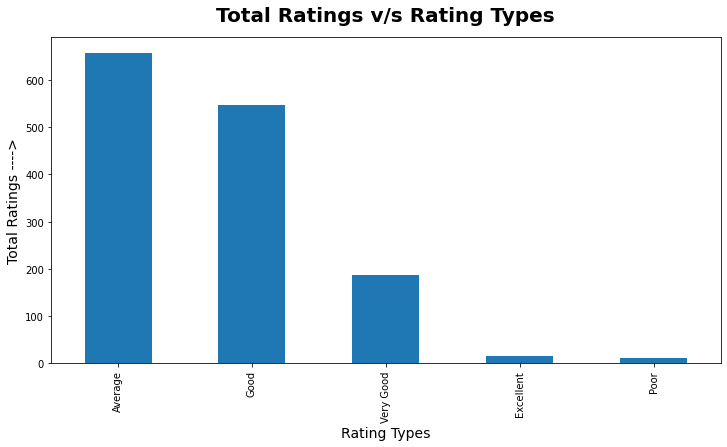 Total Ratings v/s Rating Types
Total Ratings ---->
600
500
400
300
200
100
0
Average
Good
Very Good
Excellent
Poor
Rating Types